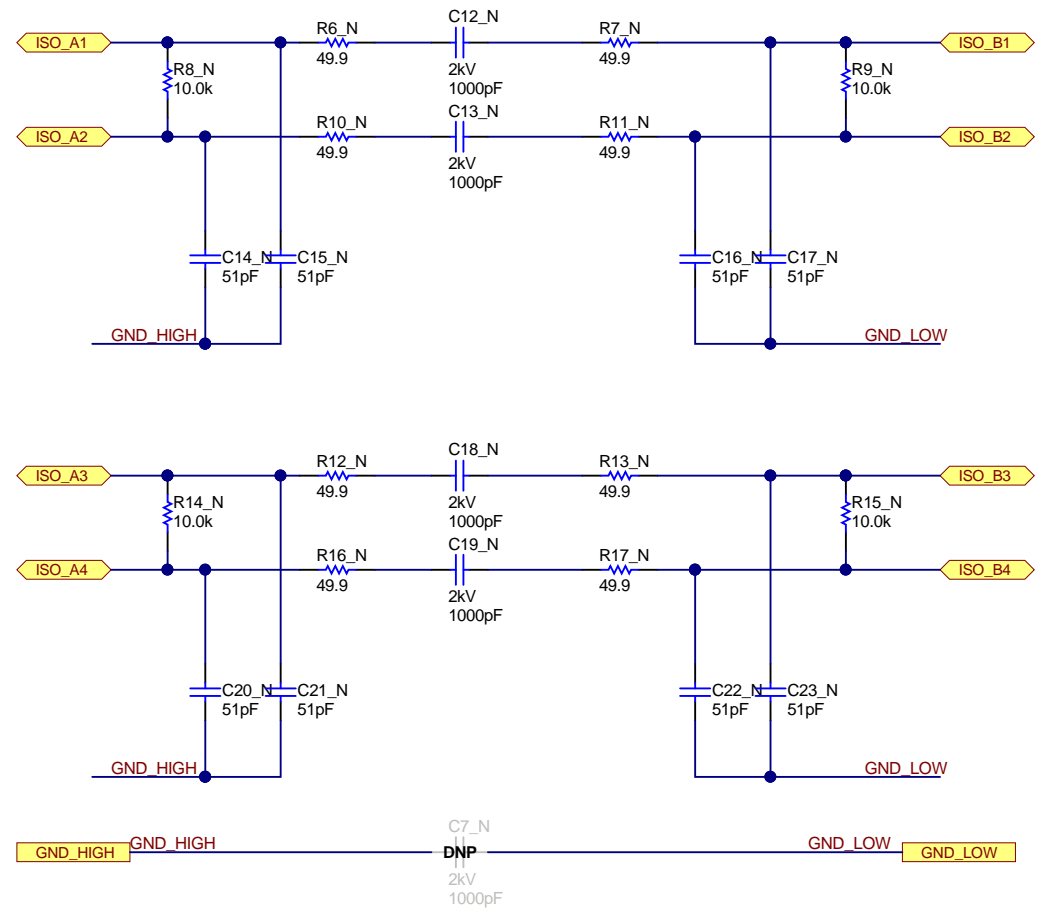 C12_N
R6_N
R7_N
ISO_A1
ISO_B1
49.9
2kV
49.9
R8_N
10.0k
1000pF
R9_N
10.0k
C13_N
R10_N
R11_N
ISO_A2
ISO_B2
49.9
2kV
49.9
1000pF
C14_N
51pF
C15_N
51pF
C16_N
51pF
C17_N
51pF
GND_HIGH
GND_LOW
C18_N
R12_N
R13_N
ISO_A3
ISO_B3
49.9
2kV
49.9
R14_N
10.0k
1000pF
R15_N
10.0k
C19_N
R16_N
R17_N
ISO_A4
ISO_B4
49.9
2kV
49.9
1000pF
C20_N
51pF
C21_N
51pF
C22_N
51pF
C23_N
51pF
GND_HIGH
GND_LOW
C7_N
GND_HIGH
GND_HIGH
DNP
GND_LOW
GND_LOW
2kV
1000pF